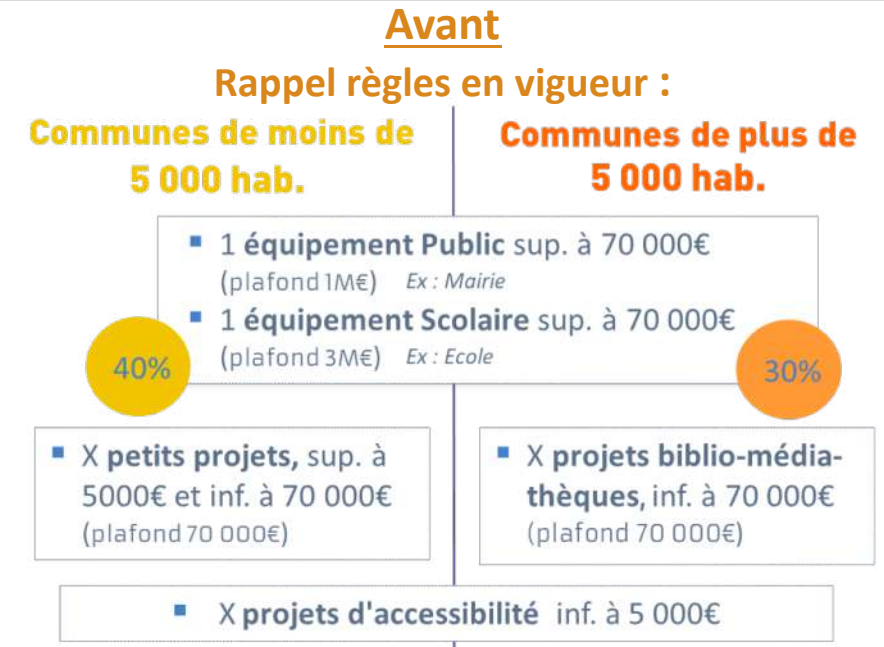 Avant
Rappel règles en vigueur :
Communes de moins de
5 000 hab.
Communes de plus de
5 000 hab.
▪ 1 équipement Public sup. à 70 000€
(plafond 1M€) Ex : Mairie
▪ 1 équipement Scolaire sup. à 70 000€
(plafond 3M€) Ex : Ecole
40%
30%
▪ X petits projets, sup. à
5000€ et inf. à 70 000€
(plafond 70 000€)
▪ X projets biblio-média-
thèques, inf. à 70 000€
(plafond 70 000€)
▪ X projets d'accessibilité inf. à 5 000€